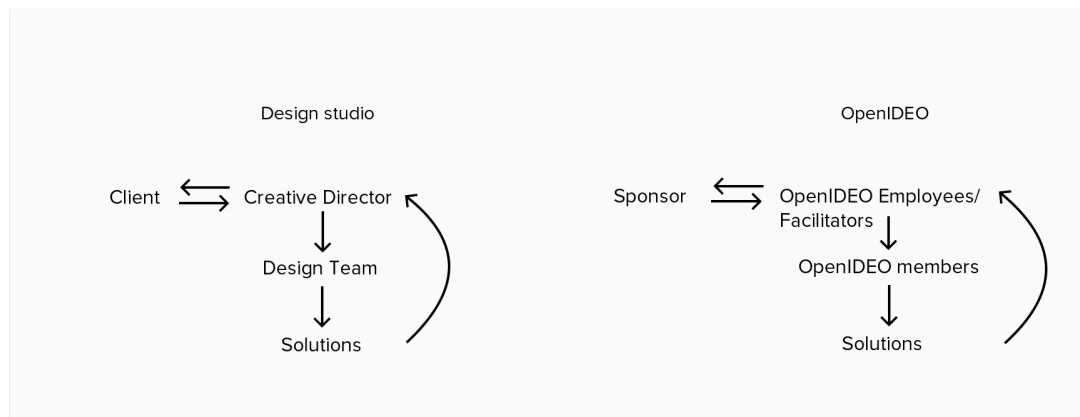 Design studio
Client
Creative Director
Design Team
Solutions
OpenIDEO
Sponsor
OpenIDEO Employees/
Facilitators
OpenIDEO members
Solutions